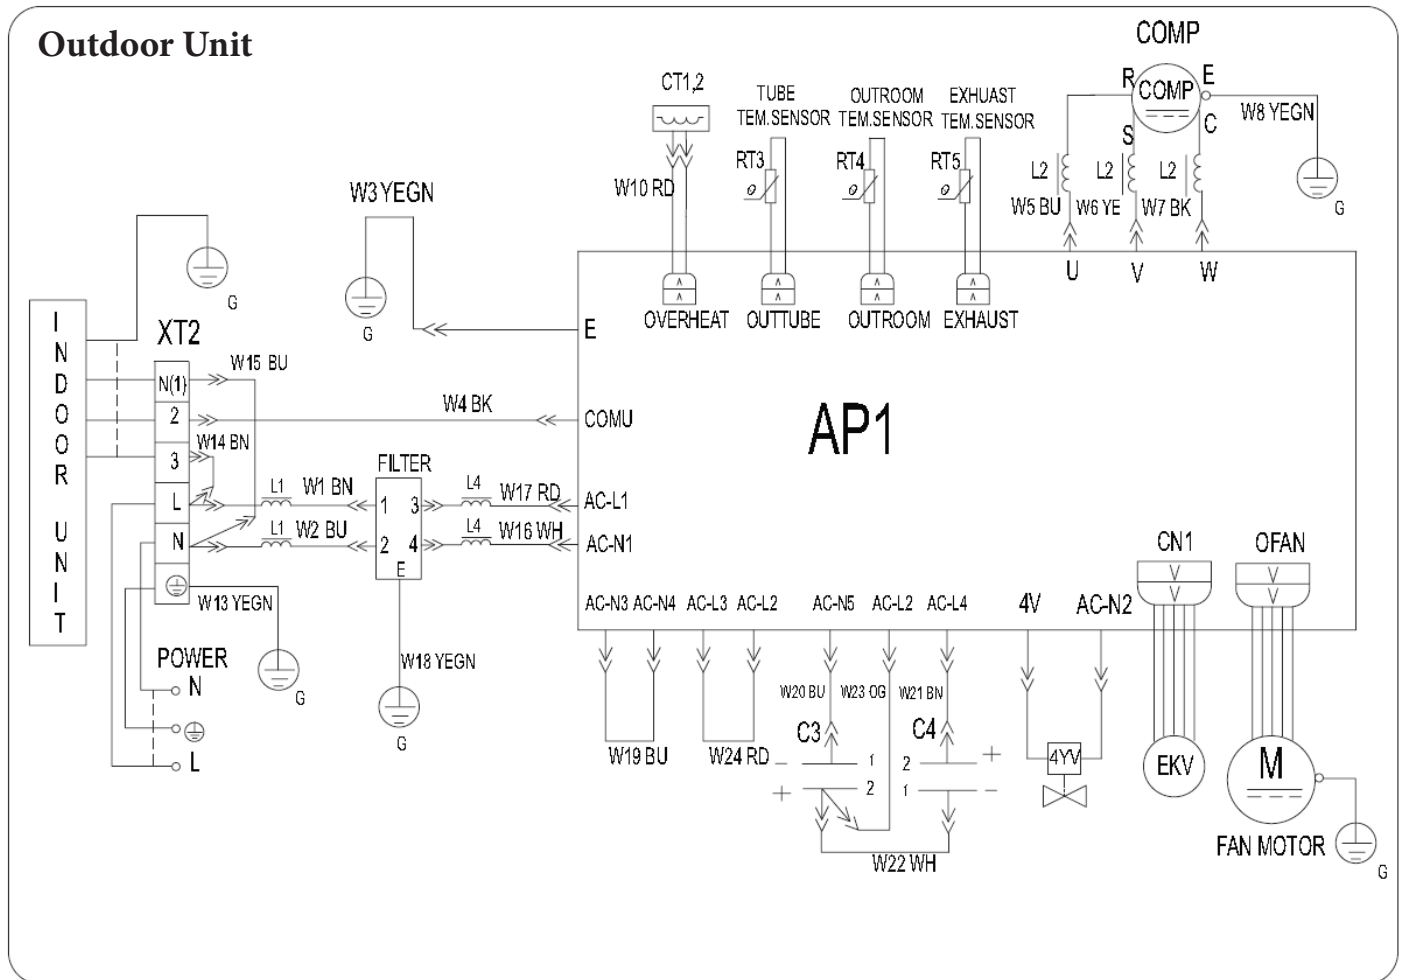 Outdoor Unit
COMP
CT1,2
TUBE
TEM.SENSOR
OUTROOM
TEM.SENSOR
EXHUAST
TEM.SENSOR
R
COMP
E
S
C
W8 YEGN
G
RT3
RT4
RT5
L2
L2
L2
W10 RD
W5 BU
W6 YE
W7 BK
W3 YEGN
G
G
U
V
W
OVERHEAT
OUTTUBE
OUTROOM
EXHAUST
INDOOR UNIT
XT2
N(1)
2
3
L
N
W15 BU
W14 BN
W4 BK
E
COMU
AP1
FILTER
L1
W1 BN
1
3
L4
W17 RD
AC-L1
L1
W2 BU
2
4
L4
W16 WH
AC-N1
E
W13 YEGN
G
W18 YEGN
G
POWER
N
L
CN1
OFAN
AC-N3
AC-N4
AC-L3
AC-L2
AC-N5
AC-L2
AC-L4
4V
AC-N2
W20 BU
W23 OG
W21 BN
W19 BU
W24 RD
C3
C4
- 1
+ 2
2 +
1 -
W22 WH
4YV
EKV
M
FAN MOTOR
G